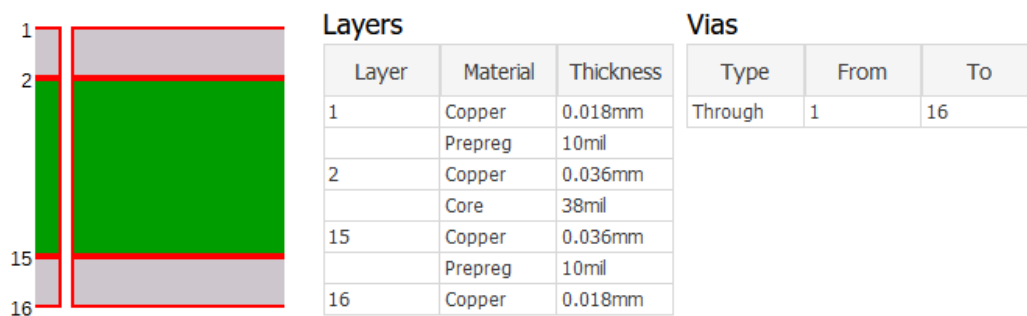 1
2
15
16
Layers
Layer Material Thickness
1 Copper 0.018mm
Prepreg 10mil
2 Copper 0.036mm
Core 38mil
15 Copper 0.036mm
Prepreg 10mil
16 Copper 0.018mm
Vias
Type From To
Through 1 16